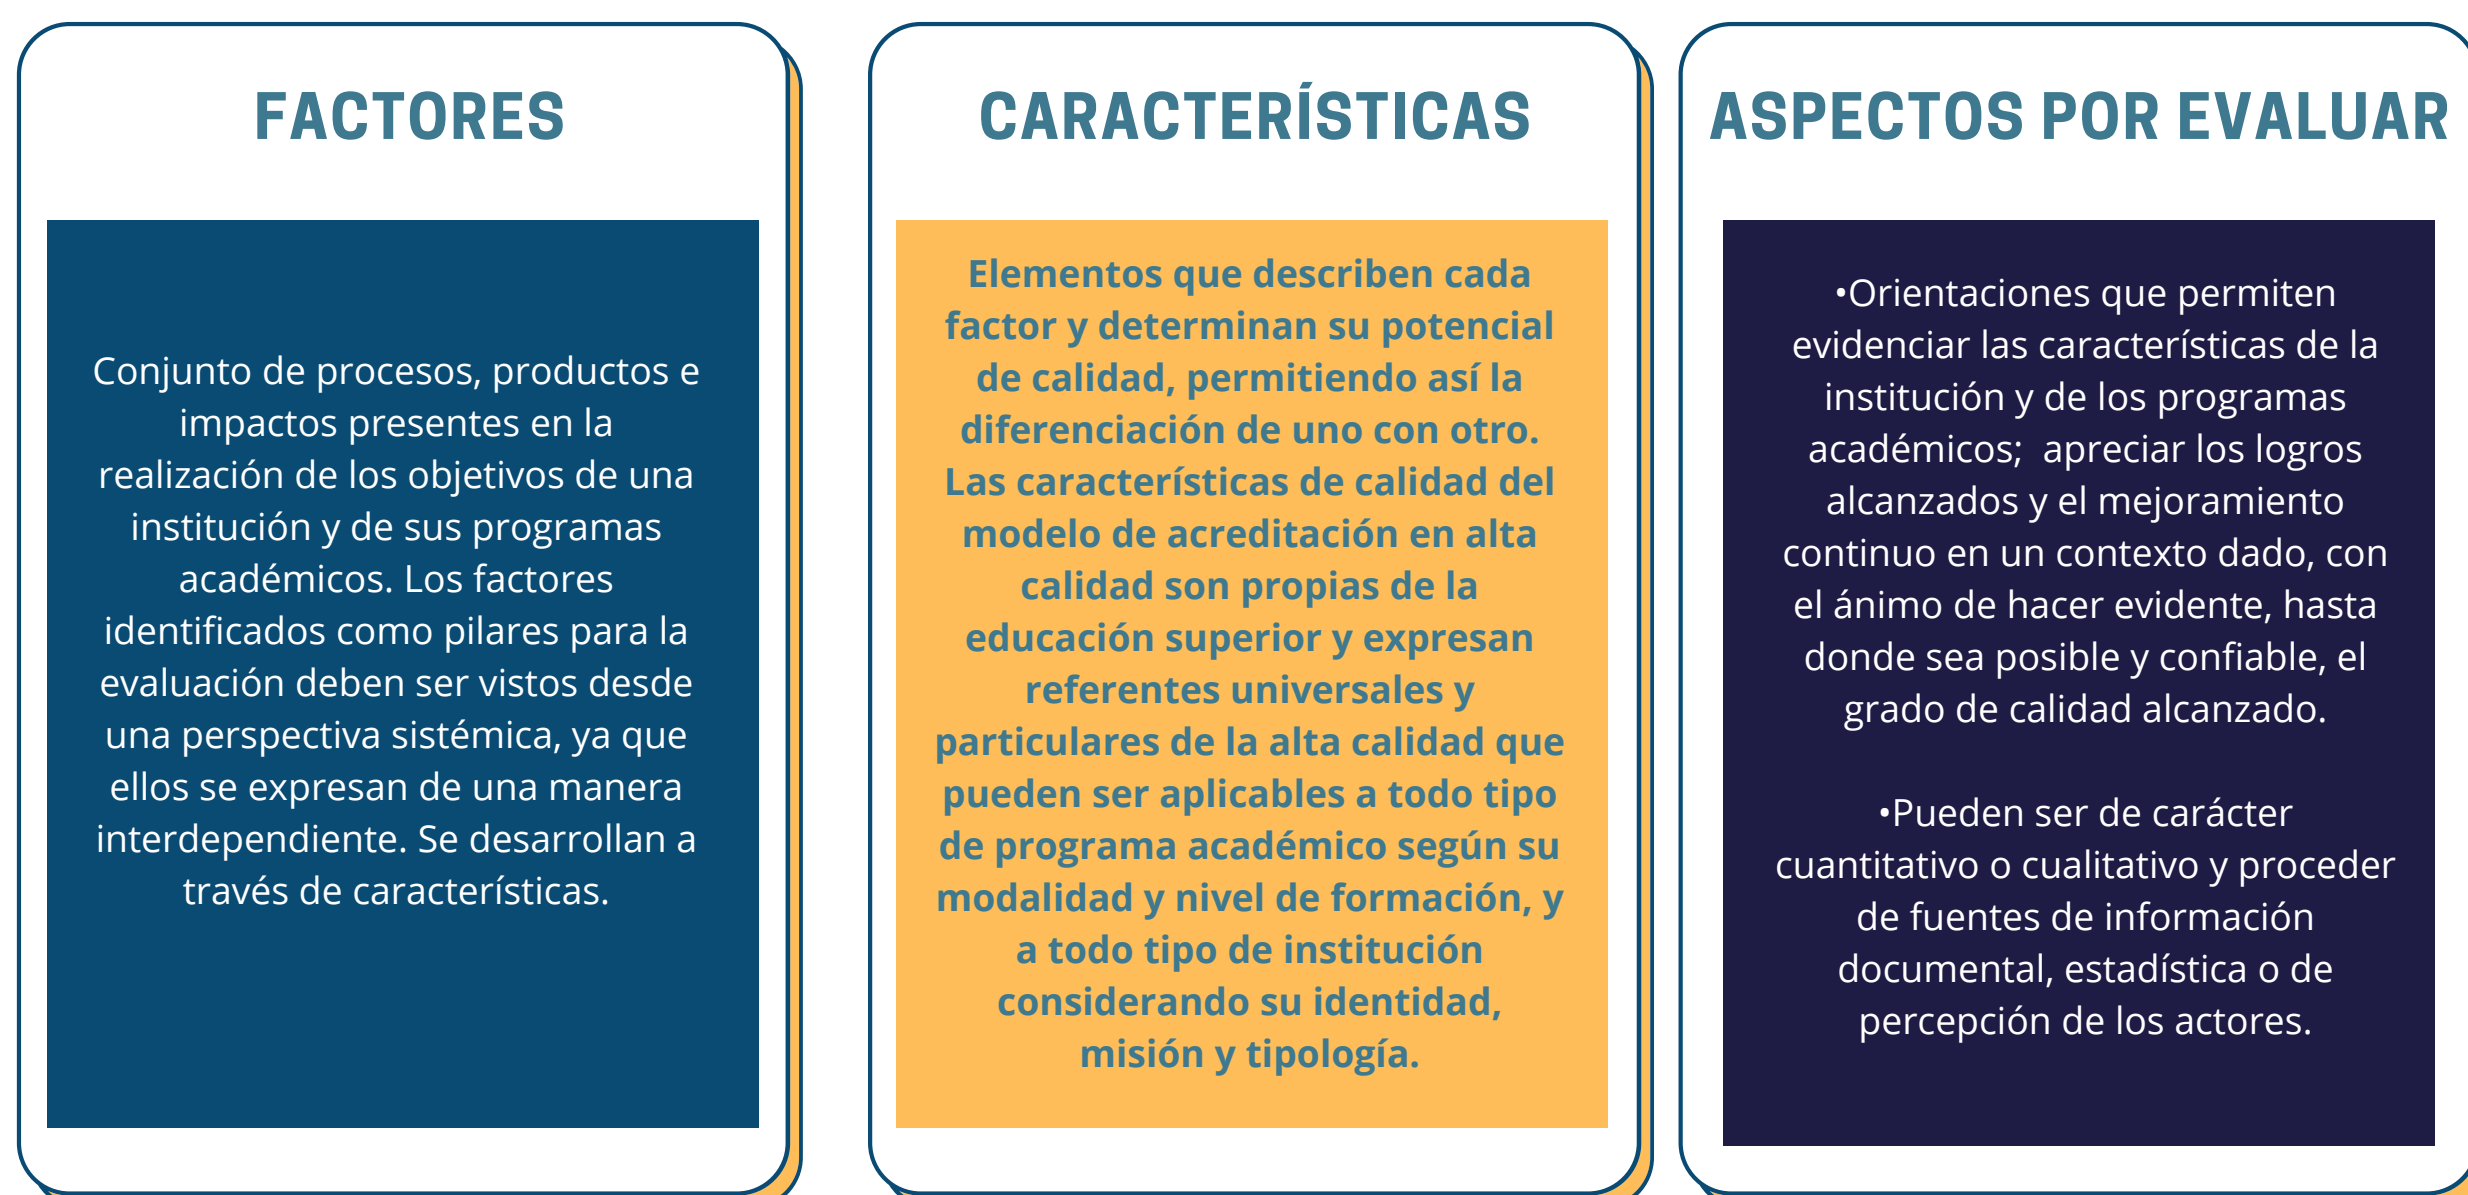 FACTORES
Conjunto de procesos, productos e
impactos presentes en la
realización de los objetivos de una
institución y de sus programas
académicos. Los factores
identificados como pilares para la
evaluación deben ser vistos desde
una perspectiva sistémica, ya que
ellos se expresan de una manera
interdependiente. Se desarrollan a
través de características.
CARACTERÍSTICAS
Elementos que describen cada
factor y determinan su potencial
de calidad, permitiendo así la
diferenciación de uno con otro.
Las características de calidad del
modelo de acreditación en alta
calidad son propias de la
educación superior y expresan
referentes universales y
particulares de la alta calidad que
pueden ser aplicables a todo tipo
de programa académico según su
modalidad y nivel de formación, y
a todo tipo de institución
considerando su identidad,
misión y tipología.
ASPECTOS POR EVALUAR
•Orientaciones que permiten
evidenciar las características de la
institución y de los programas
académicos;  apreciar los logros
alcanzados y el mejoramiento
continuo en un contexto dado, con
el ánimo de hacer evidente, hasta
donde sea posible y confiable, el
grado de calidad alcanzado.
•Pueden ser de carácter
cuantitativo o cualitativo y proceder
de fuentes de información
documental, estadística o de
percepción de los actores.